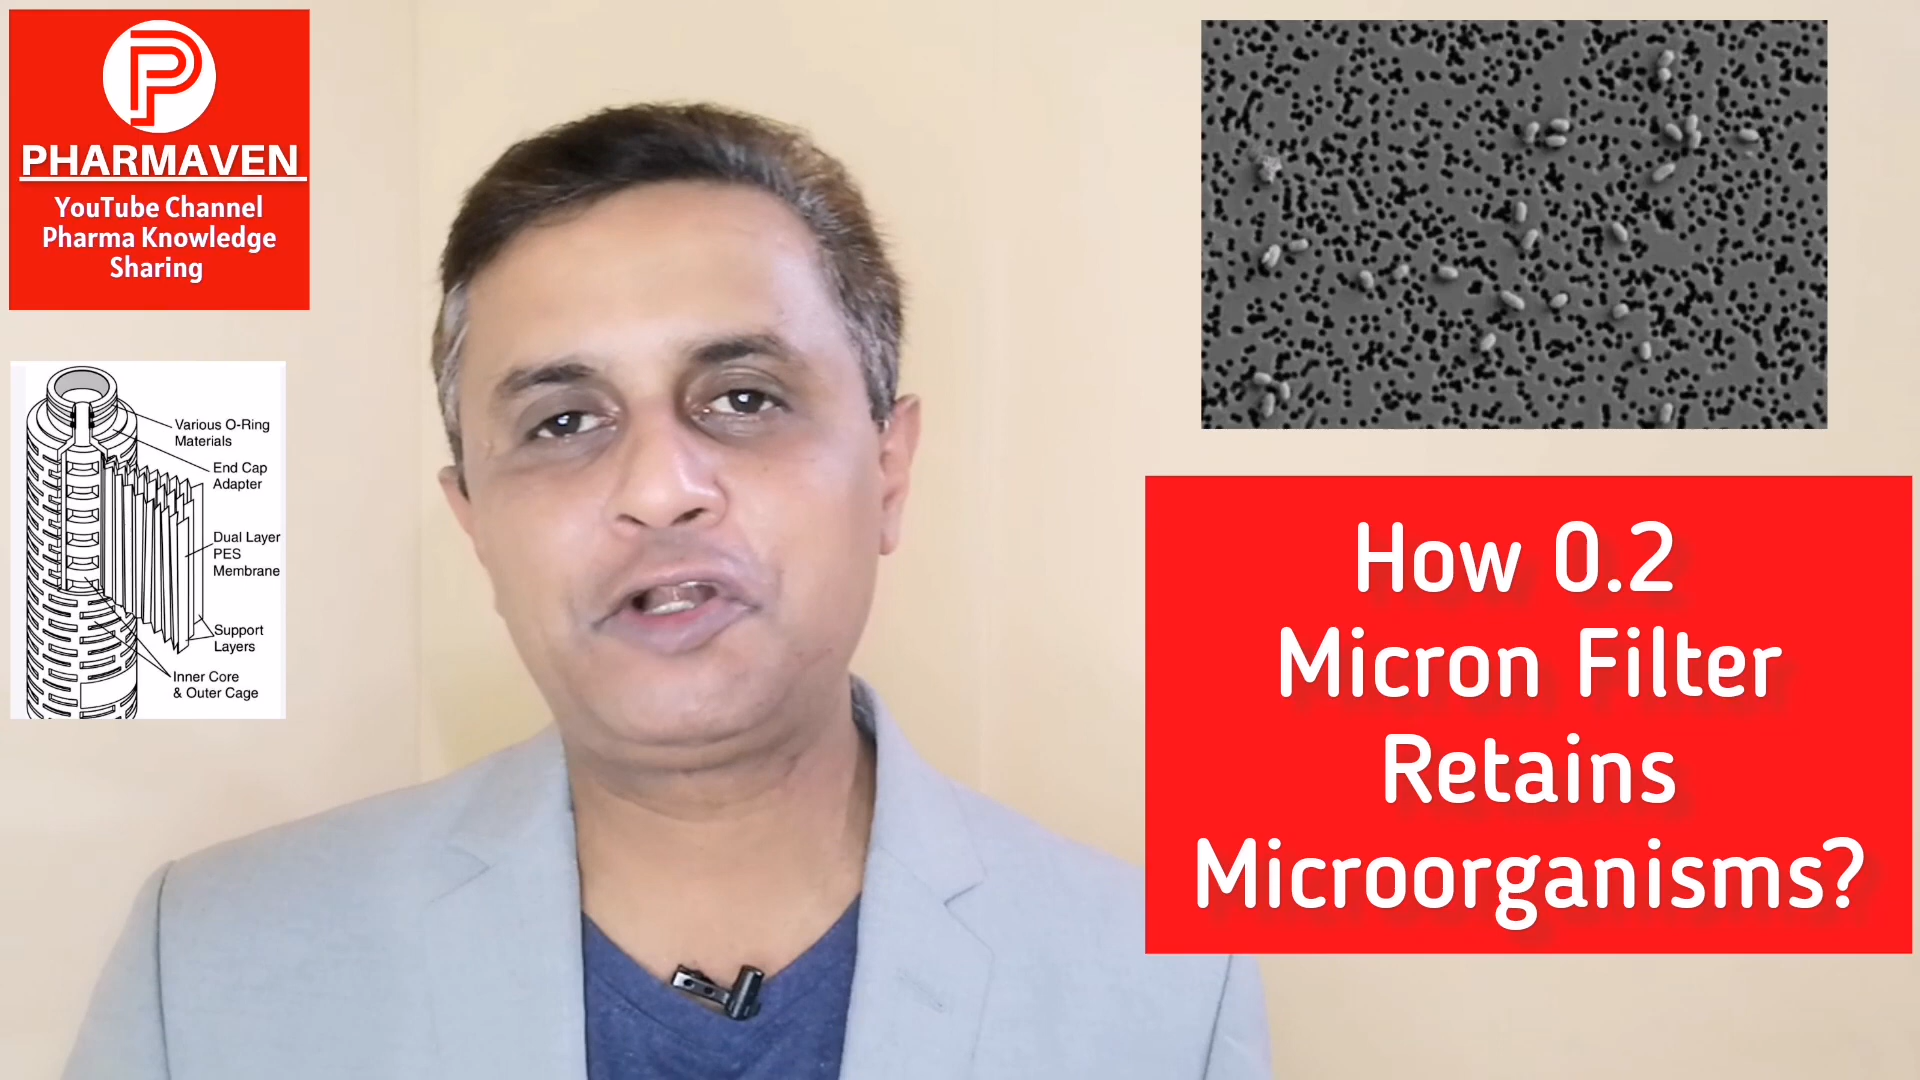 PHARMAVEN
YouTube Channel
Pharma Knowledge
Sharing
Various O-Ring
Materials
End Cap
Adapter
Dual Layer
PES
Membrane
Support
Layers
Inner Core
& Outer Cage
How 0.2
Micron Filter
Retains
Microorganisms?